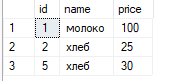 id name price
1 1 молоко 100
2 2 хлеб 25
3 5 хлеб 30